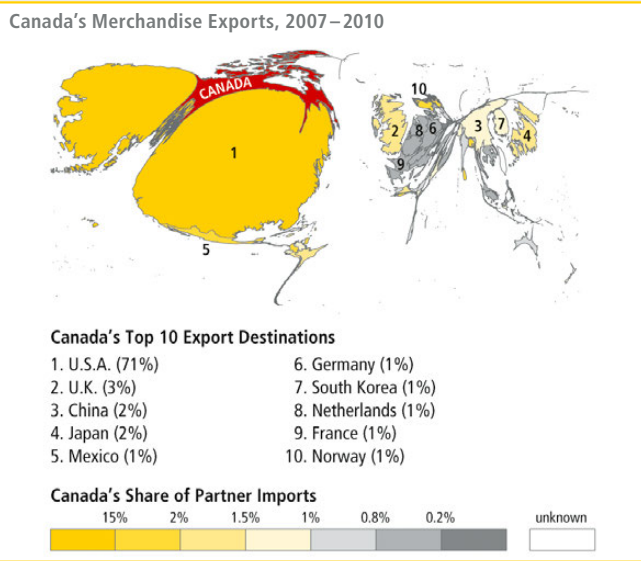 Canada's Merchandise Exports, 2007–2010
CANADA
10
1
2
8
6
3
7
4
9
5
Canada's Top 10 Export Destinations
1. U.S.A. (71%)
2. U.K. (3%)
3. China (2%)
4. Japan (2%)
5. Mexico (1%)
6. Germany (1%)
7. South Korea (1%)
8. Netherlands (1%)
9. France (1%)
10. Norway (1%)
Canada's Share of Partner Imports
15% 2% 1.5% 1% 0.8% 0.2% unknown